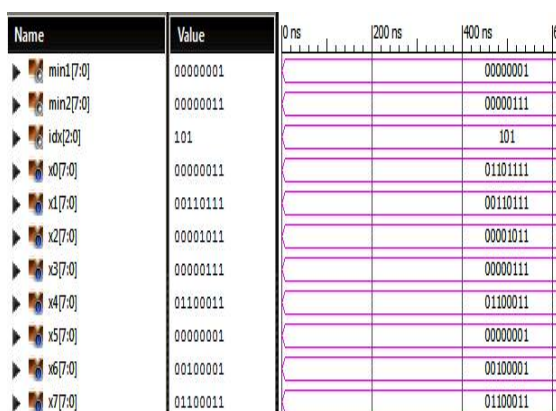 Name Value 0 ns 200 ns 400 ns 6
min1[7:0] 00000001 00000001
min2[7:0] 00000011 00000111
idx[2:0] 101 101
x0[7:0] 00000011 01101111
x1[7:0] 00110111 00110111
x2[7:0] 00001011 00001011
x3[7:0] 00000111 00000111
x4[7:0] 01100011 01100011
x5[7:0] 00000001 00000001
x6[7:0] 00100001 00100001
x7[7:0] 01100011 01100011